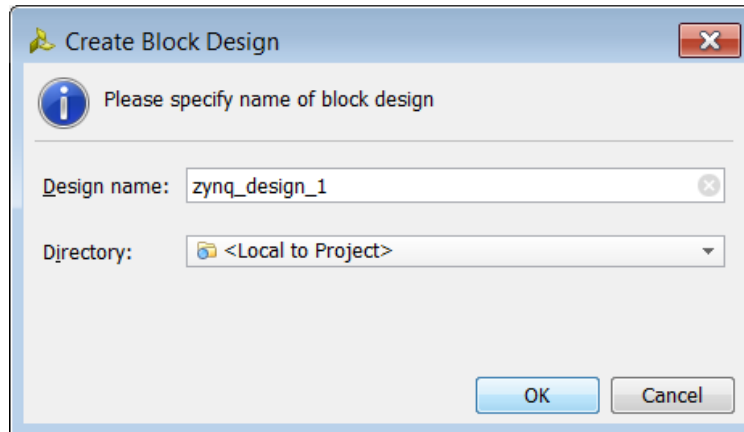 Create Block Design
Please specify name of block design
Design name: zynq_design_1
Directory: <Local to Project>
OK Cancel